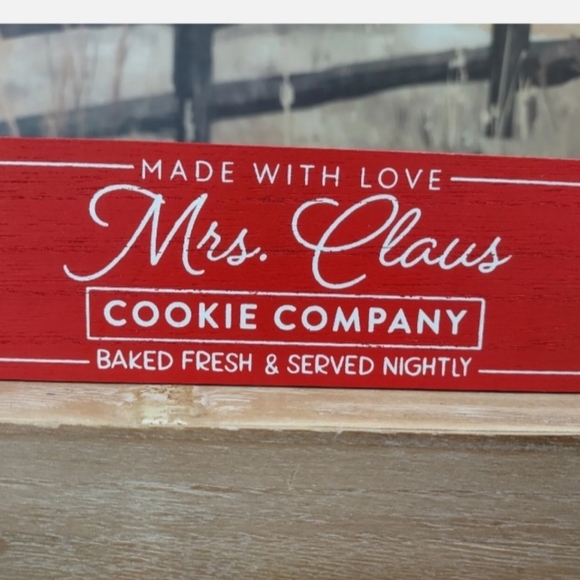 MADE WITH LOVE
Mrs. Claus
COOKIE COMPANY
BAKED FRESH & SERVED NIGHTLY